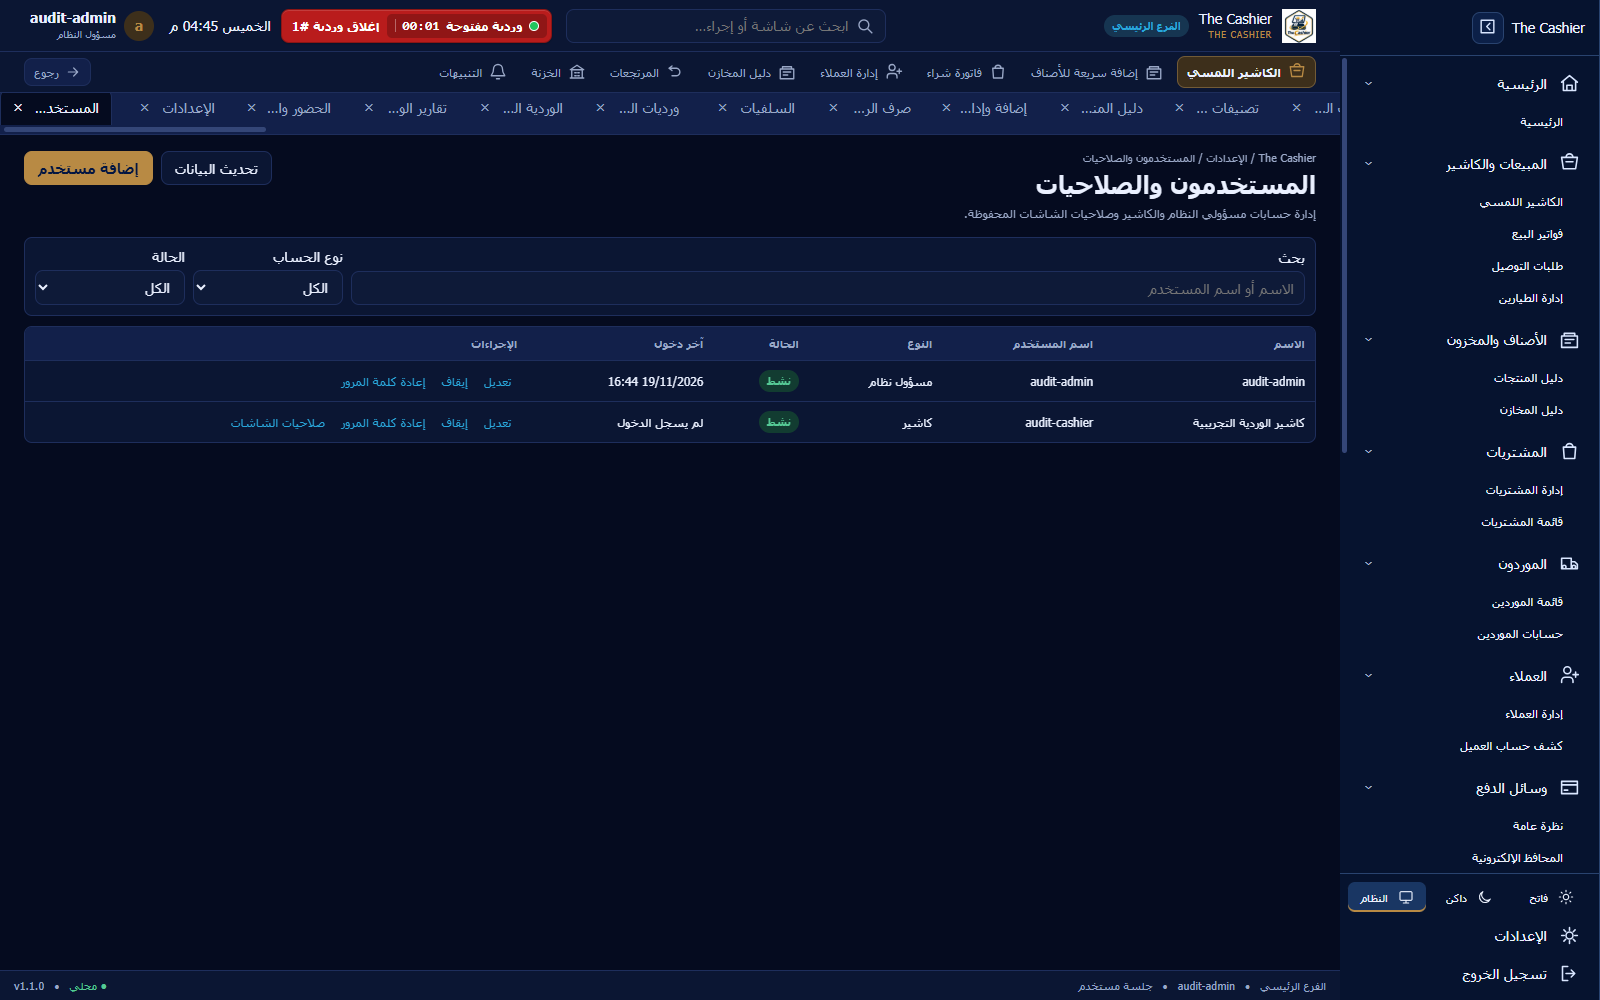 The Cashier
الرئيسية
الرئيسية
المبيعات والكاشير
الكاشير اللمسي
فواتير البيع
طلبات التوصيل
إدارة الطيارين
الأصناف والمخزون
دليل المنتجات
دليل المخازن
المشتريات
إدارة المشتريات
قائمة المشتريات
الموردون
قائمة الموردين
حسابات الموردين
العملاء
إدارة العملاء
كشف حساب العميل
وسائل الدفع
نظرة عامة
المحافظ الإلكترونية
فاتح
داكن
النظام
الإعدادات
تسجيل الخروج
The Cashier
THE CASHIER
الفرع الرئيسي
ابحث عن شاشة أو إجراء...
وردية مفتوحة 00:01
إغلاق وردية #1
الخميس 04:45 م
a
audit-admin
مسؤول النظام
الكاشير اللمسي
إضافة سريعة للأصناف
فاتورة شراء
إدارة العملاء
دليل المخازن
المرتجعات
الخزنة
التنبيهات
رجوع
ال...
تصنيفات ...
دليل المن...
إضافة وإدا...
صرف الر...
السلفيات
ورديات ال...
الوردية ال...
تقارير الو...
الحضور وا...
الإعدادات
المستخد...
The Cashier / الإعدادات / المستخدمون والصلاحيات
المستخدمون والصلاحيات
إدارة حسابات مسؤولي النظام والكاشير وصلاحيات الشاشات المحفوظة.
تحديث البيانات
إضافة مستخدم
بحث
الاسم أو اسم المستخدم
نوع الحساب
الكل
الحالة
الكل
الاسم اسم المستخدم النوع الحالة آخر دخول الإجراءات
audit-admin audit-admin مسؤول نظام نشط 19/11/2026 16:44 تعديل إيقاف إعادة كلمة المرور
كاشير الوردية التجريبية audit-cashier كاشير نشط لم يسجل الدخول تعديل إيقاف إعادة كلمة المرور صلاحيات الشاشات
الفرع الرئيسي • audit-admin • جلسة مستخدم
محلي • v1.1.0